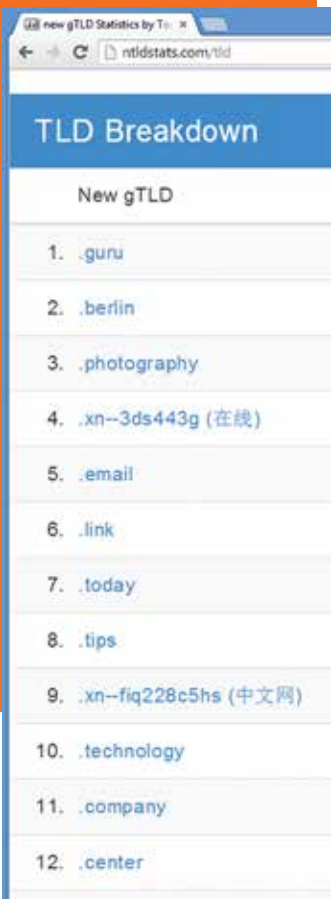 new gTLD Statistics by To
ntldstats.com/tld
TLD Breakdown
New gTLD
1. .guru
2. .berlin
3. .photography
4. .xn--3ds443g (在线)
5. .email
6. .link
7. .today
8. .tips
9. .xn--fiq228c5hs (中文网)
10. .technology
11. .company
12. .center